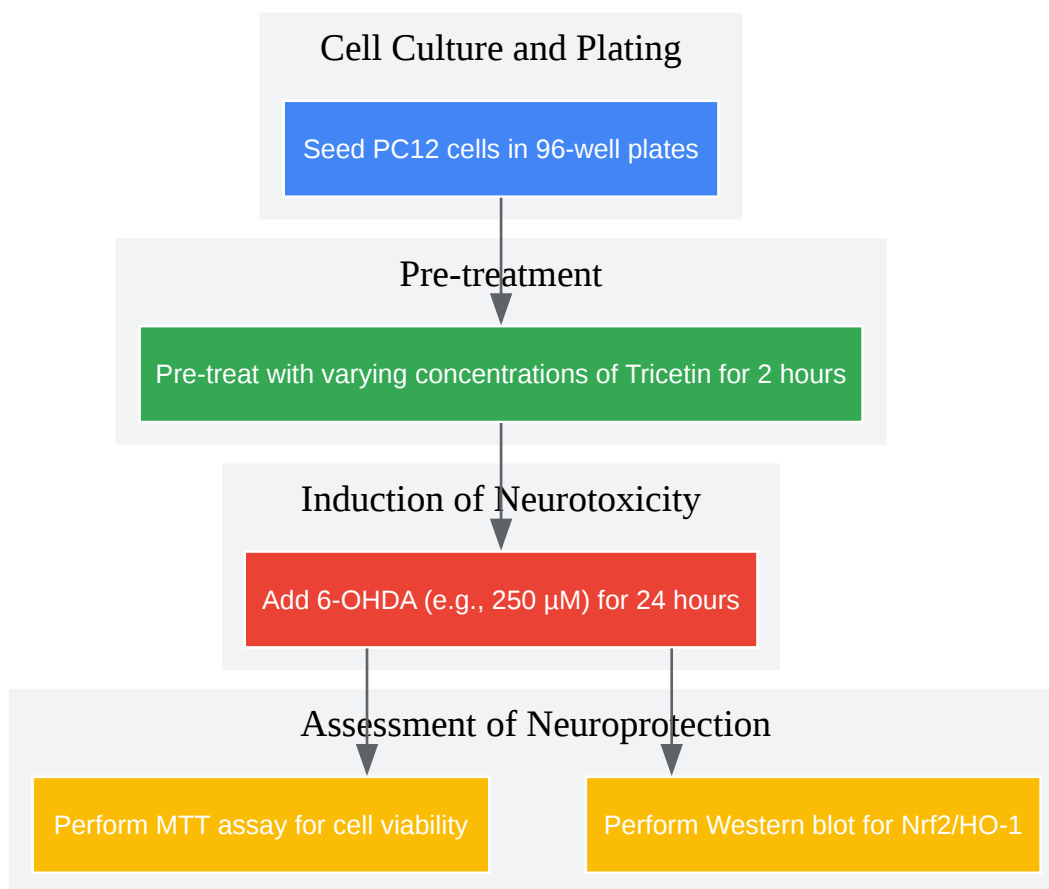 Cell Culture and Plating
Seed PC12 cells in 96-well plates
Pre-treatment
Pre-treat with varying concentrations of Tricetin for 2 hours
Induction of Neurotoxicity
Add 6-OHDA (e.g., 250 µM) for 24 hours
Assessment of Neuroprotection
Perform MTT assay for cell viability
Perform Western blot for Nrf2/HO-1